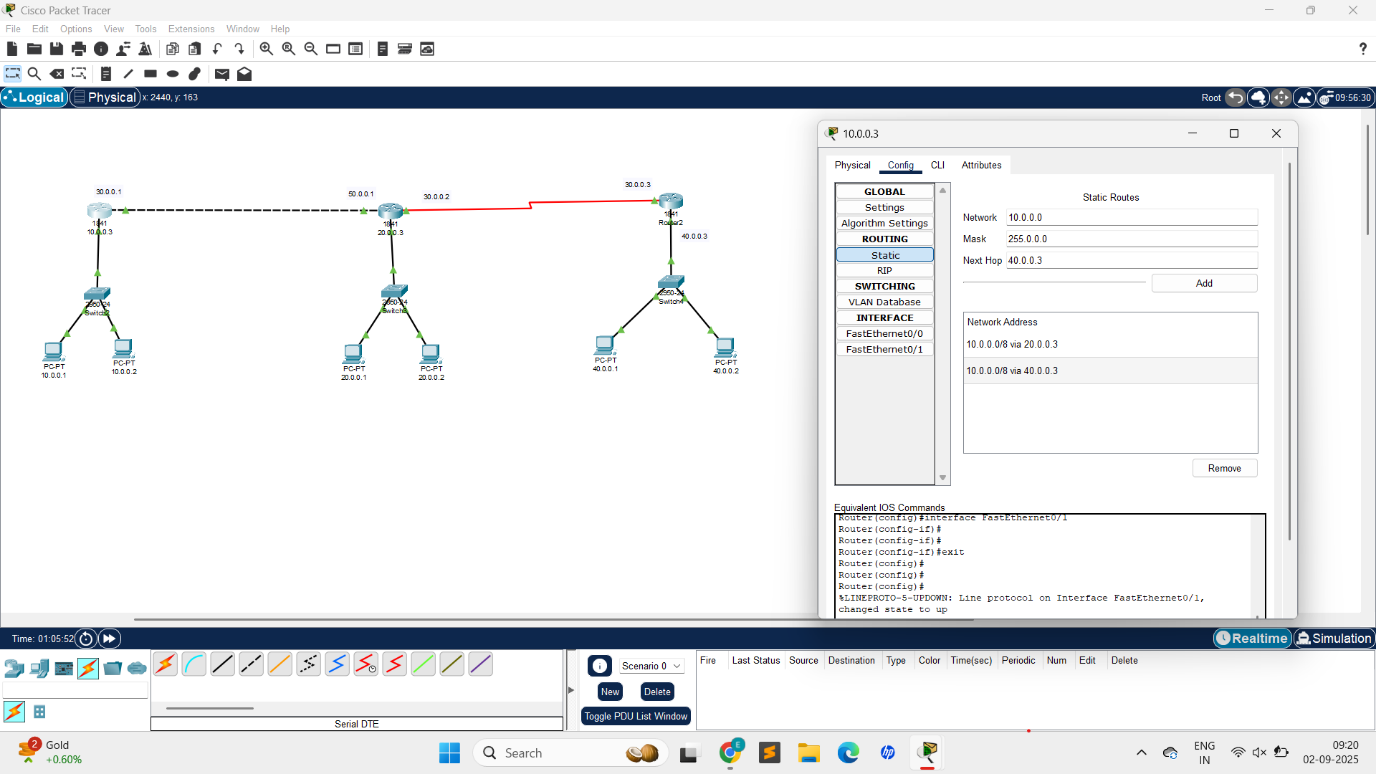 Cisco Packet Tracer
File Edit Options View Tools Extensions Window Help
?
Logical Physical x: 2440, y: 163 Root 09:56:30
30.0.0.1
50.0.0.1
30.0.0.2
30.0.0.3
1841
10.0.0.3
1841
20.0.0.3
1841
Router2
40.0.0.3
2960-24
Switch2
2960-24
2960-24
Switch4
PC-PT
10.0.0.1
PC-PT
10.0.0.2
PC-PT
20.0.0.1
PC-PT
20.0.0.2
PC-PT
40.0.0.1
PC-PT
40.0.0.2
10.0.0.3
Physical Config CLI Attributes
GLOBAL
Settings
Algorithm Settings
ROUTING
Static
RIP
SWITCHING
VLAN Database
INTERFACE
FastEthernet0/0
FastEthernet0/1
Static Routes
Network 10.0.0.0
Mask 255.0.0.0
Next Hop 40.0.0.3
Add
Network Address
10.0.0.0/8 via 20.0.0.3
10.0.0.0/8 via 40.0.0.3
Remove
Equivalent IOS Commands
Router(config)#interface FastEthernet0/1
Router(config-if)#
Router(config-if)#
Router(config-if)#exit
Router(config)#
Router(config)#
Router(config)#
%LINEPROTO-5-UPDOWN: Line protocol on Interface FastEthernet0/1,
changed state to up
Time: 01:05:52 Realtime Simulation
Scenario 0
New Delete
Toggle PDU List Window
Fire Last Status Source Destination Type Color Time(sec) Periodic Num Edit Delete
Serial DTE
2
Gold
+0.60%
Search
E
hp
ENG
IN
09:20
02-09-2025